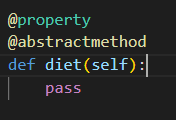 @property
@abstractmethod
def diet(self):
    pass